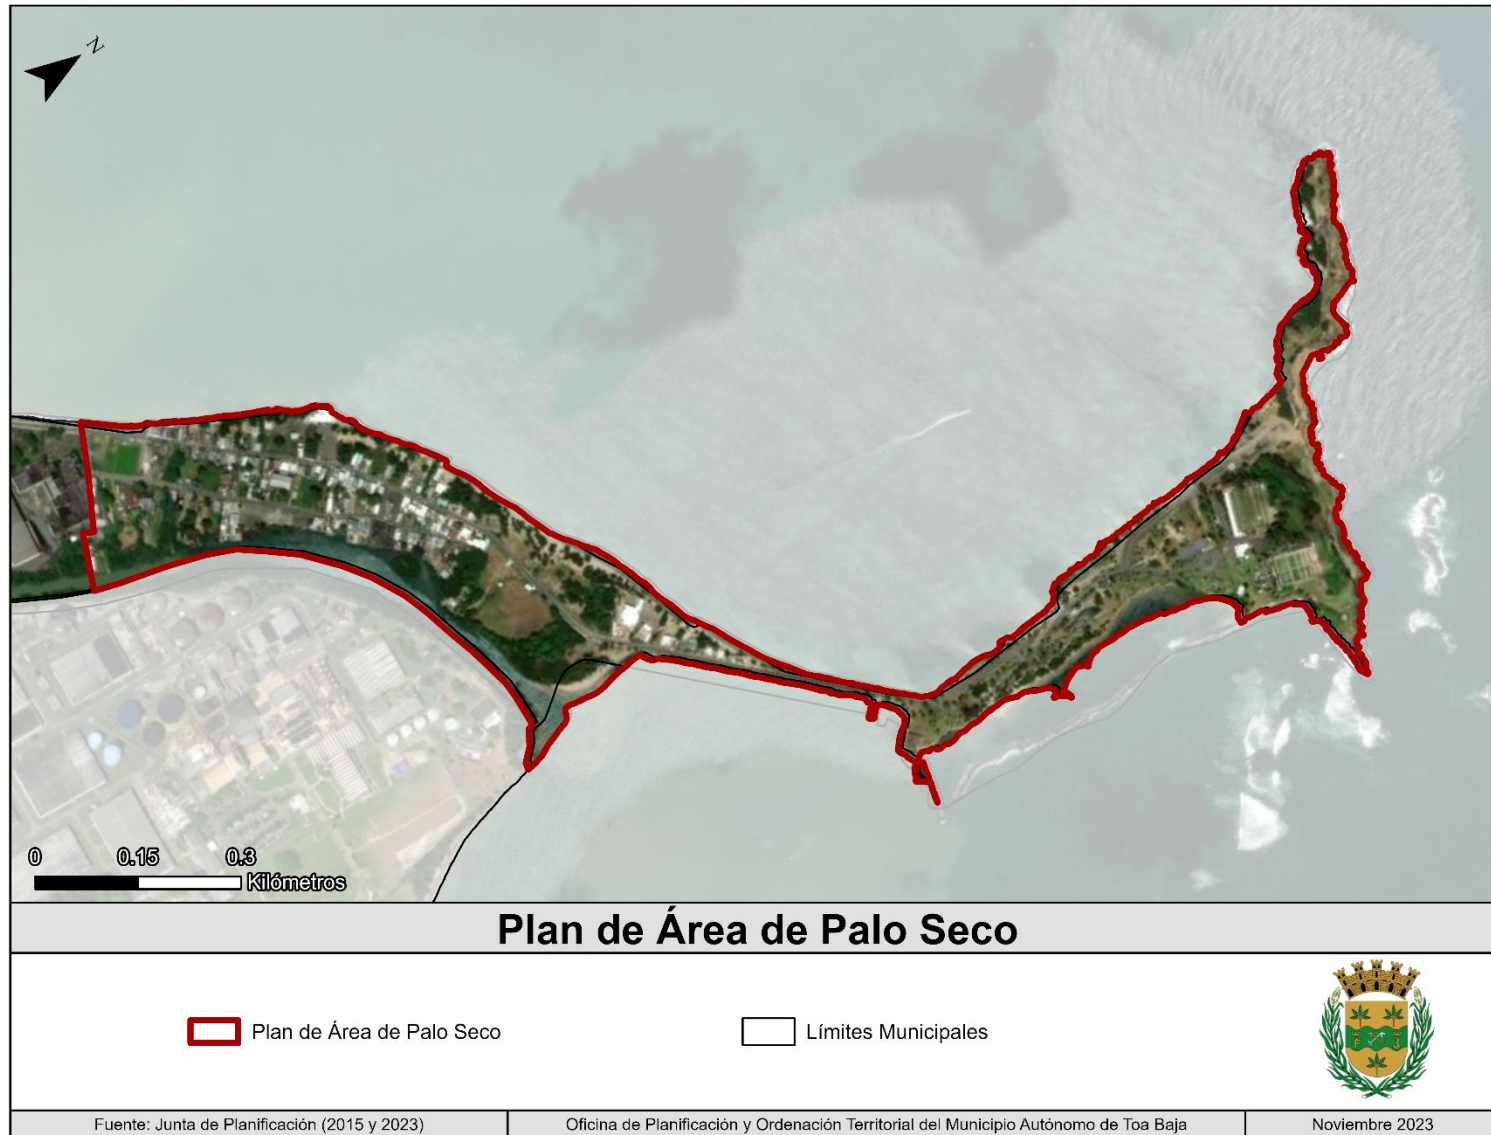 N
0 0.15 0.3
Kilómetros
Plan de Área de Palo Seco
Plan de Área de Palo Seco
Límites Municipales
Fuente: Junta de Planificación (2015 y 2023)
Oficina de Planificación y Ordenación Territorial del Municipio Autónomo de Toa Baja
Noviembre 2023